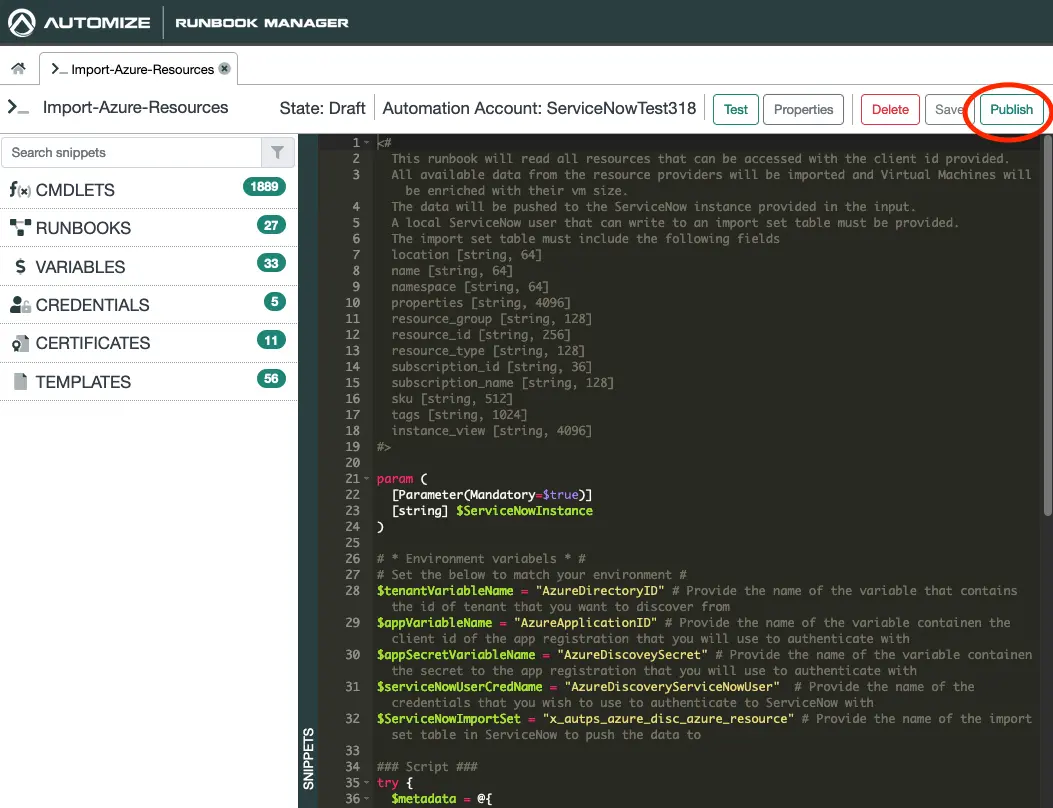 AUTOMIZE RUNBOOK MANAGER
>_ Import-Azure-Resources
>_ Import-Azure-Resources State: Draft Automation Account: ServiceNowTest318 Test Properties Delete Save Publish
Search snippets
f(x) CMDLETS 1889
RUNBOOKS 27
$ VARIABLES 33
CREDENTIALS 5
CERTIFICATES 11
TEMPLATES 56
SNIPPETS
1 <#
2 This runbook will read all resources that can be accessed with the client id provided.
3 All available data from the resource providers will be imported and Virtual Machines will
be enriched with their vm size.
4 The data will be pushed to the ServiceNow instance provided in the input.
5 A local ServiceNow user that can write to an import set table must be provided.
6 The import set table must include the following fields
7 location [string, 64]
8 name [string, 64]
9 namespace [string, 64]
10 properties [string, 4096]
11 resource_group [string, 128]
12 resource_id [string, 256]
13 resource_type [string, 128]
14 subscription_id [string, 36]
15 subscription_name [string, 128]
16 sku [string, 512]
17 tags [string, 1024]
18 instance_view [string, 4096]
19 #>
20
21 param (
22 [Parameter(Mandatory=$true)]
23 [string] $ServiceNowInstance
24 )
25
26 # * Environment variabels * #
27 # Set the below to match your environment #
28 $tenantVariableName = "AzureDirectoryID" # Provide the name of the variable that contains
the id of tenant that you want to discover from
29 $appVariableName = "AzureApplicationID" # Provide the name of the variable containen the
client id of the app registration that you will use to authenticate with
30 $appSecretVariableName = "AzureDiscoveySecret" # Provide the name of the variable containen
the secret to the app registration that you will use to authenticate with
31 $serviceNowUserCredName = "AzureDiscoveryServiceNowUser" # Provide the name of the
credentials that you wish to use to authenticate to ServiceNow with
32 $ServiceNowImportSet = "x_autps_azure_disc_azure_resource" # Provide the name of the import
set table in ServiceNow to push the data to
33
34 ### Script ###
35 try {
36 $metadata = @{